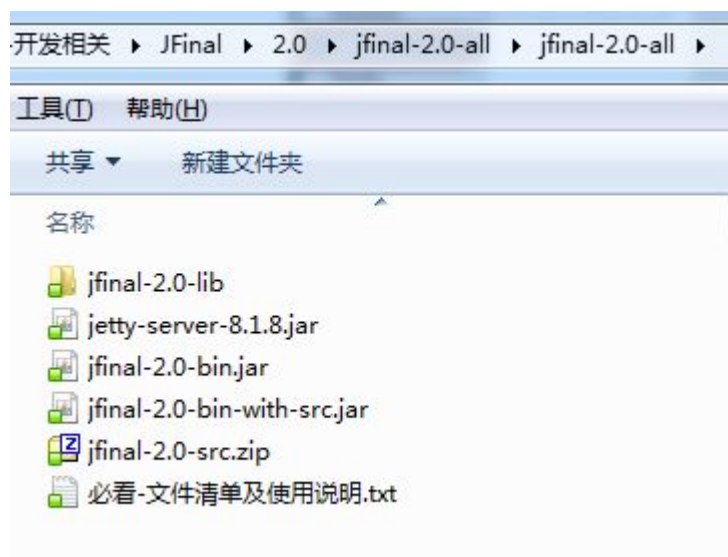 开发相关 ▸ JFinal ▸ 2.0 ▸ jfinal-2.0-all ▸ jfinal-2.0-all ▸
工具(T) 帮助(H)
共享 ▼ 新建文件夹
名称
jfinal-2.0-lib
jetty-server-8.1.8.jar
jfinal-2.0-bin.jar
jfinal-2.0-bin-with-src.jar
jfinal-2.0-src.zip
必看-文件清单及使用说明.txt